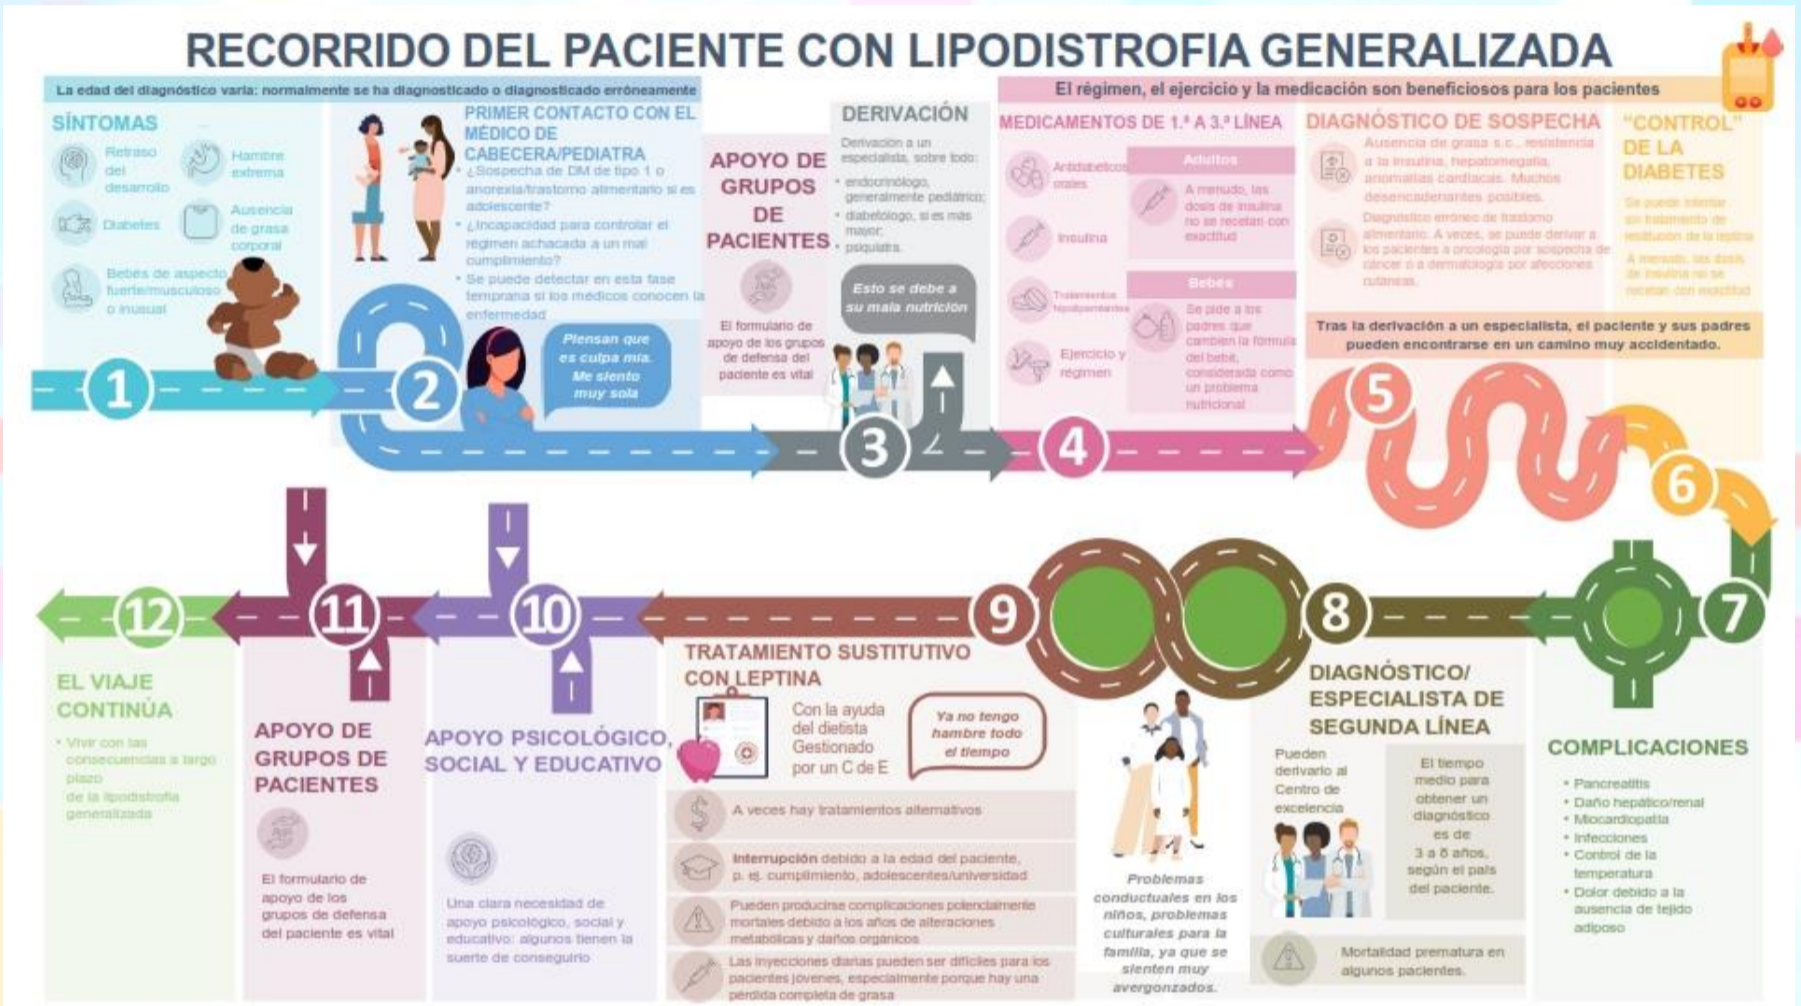 RECORRIDO DEL PACIENTE CON LIPODISTROFIA GENERALIZADA
La edad del diagnóstico varía: normalmente se ha diagnosticado o diagnosticado erróneamente
SÍNTOMAS
Retraso
del
desarrollo
Hambre
extrema
Diabetes
Ausencia
de grasa
corporal
Bebés de aspecto
fuerte/musculoso
o inusual
1
PRIMER CONTACTO CON EL
MÉDICO DE
CABECERA/PEDIATRA
• ¿Sospecha de DM de tipo 1 o
anorexia/trastorno alimentario si es
adolescente?
• ¿Incapacidad para controlar el
régimen achacada a un mal
cumplimiento?
• Se puede detectar en esta fase
temprana si los médicos conocen la
enfermedad
Piensan que
es culpa mía.
Me siento
muy sola
2
APOYO DE
GRUPOS
DE
PACIENTES
El formulario de
apoyo de los grupos
de defensa del
paciente es vital
DERIVACIÓN
Derivación a un
especialista, sobre todo:
• endocrinólogo,
generalmente pediátrico;
• diabetólogo, si es más
mayor;
• psiquiatra.
Esto se debe a
su mala nutrición
3
El régimen, el ejercicio y la medicación son beneficiosos para los pacientes
MEDICAMENTOS DE 1.ª A 3.ª LÍNEA
Antidiabéticos
orales
Insulina
Tratamientos
hipolipemiantes
Ejercicio y
régimen
Adultos
A menudo, las
dosis de insulina
no se recetan con
exactitud
Bebés
Se pide a los
padres que
cambien la fórmula
del bebé,
considerada como
un problema
nutricional
4
DIAGNÓSTICO DE SOSPECHA
Ausencia de grasa s.c., resistencia
a la insulina, hepatomegalia,
anomalías cardíacas. Muchos
desencadenantes posibles.
Diagnóstico erróneo de trastorno
alimentario. A veces, se puede derivar a
los pacientes a oncología por sospecha de
cáncer o a dermatología por afecciones
cutáneas.
"CONTROL"
DE LA
DIABETES
Se puede intentar
sin tratamiento de
restitución de la leptina
A menudo, las dosis
de insulina no se
recetan con exactitud
Tras la derivación a un especialista, el paciente y sus padres
pueden encontrarse en un camino muy accidentado.
5
6
7
COMPLICACIONES
• Pancreatitis
• Daño hepático/renal
• Miocardiopatía
• Infecciones
• Control de la
temperatura
• Dolor debido a la
ausencia de tejido
adiposo
8
DIAGNÓSTICO/
ESPECIALISTA DE
SEGUNDA LÍNEA
Pueden
derivarlo al
Centro de
excelencia
El tiempo
medio para
obtener un
diagnóstico
es de
3 a años,
según el país
del paciente.
Mortalidad prematura en
algunos pacientes.
Problemas
conductuales en los
niños, problemas
culturales para la
familia, ya que se
sienten muy
avergonzados.
9
TRATAMIENTO SUSTITUTIVO
CON LEPTINA
Con la ayuda
del dietista
Gestionado
por un C de E
Ya no tengo
hambre todo
el tiempo
A veces hay tratamientos alternativos
Interrupción debido a la edad del paciente,
p. ej. cumplimiento, adolescentes/universidad
Pueden producirse complicaciones potencialmente
mortales debido a los años de alteraciones
metabólicas y daños orgánicos
Las inyecciones diarias pueden ser difíciles para los
pacientes jóvenes, especialmente porque hay una
pérdida completa de grasa
10
APOYO PSICOLÓGICO,
SOCIAL Y EDUCATIVO
Una clara necesidad de
apoyo psicológico, social y
educativo: algunos tienen la
suerte de conseguirlo
11
APOYO DE
GRUPOS DE
PACIENTES
El formulario de
apoyo de los
grupos de defensa
del paciente es vital
12
EL VIAJE
CONTINÚA
• Vivir con las
consecuencias a largo
plazo
de la lipodistrofia
generalizada